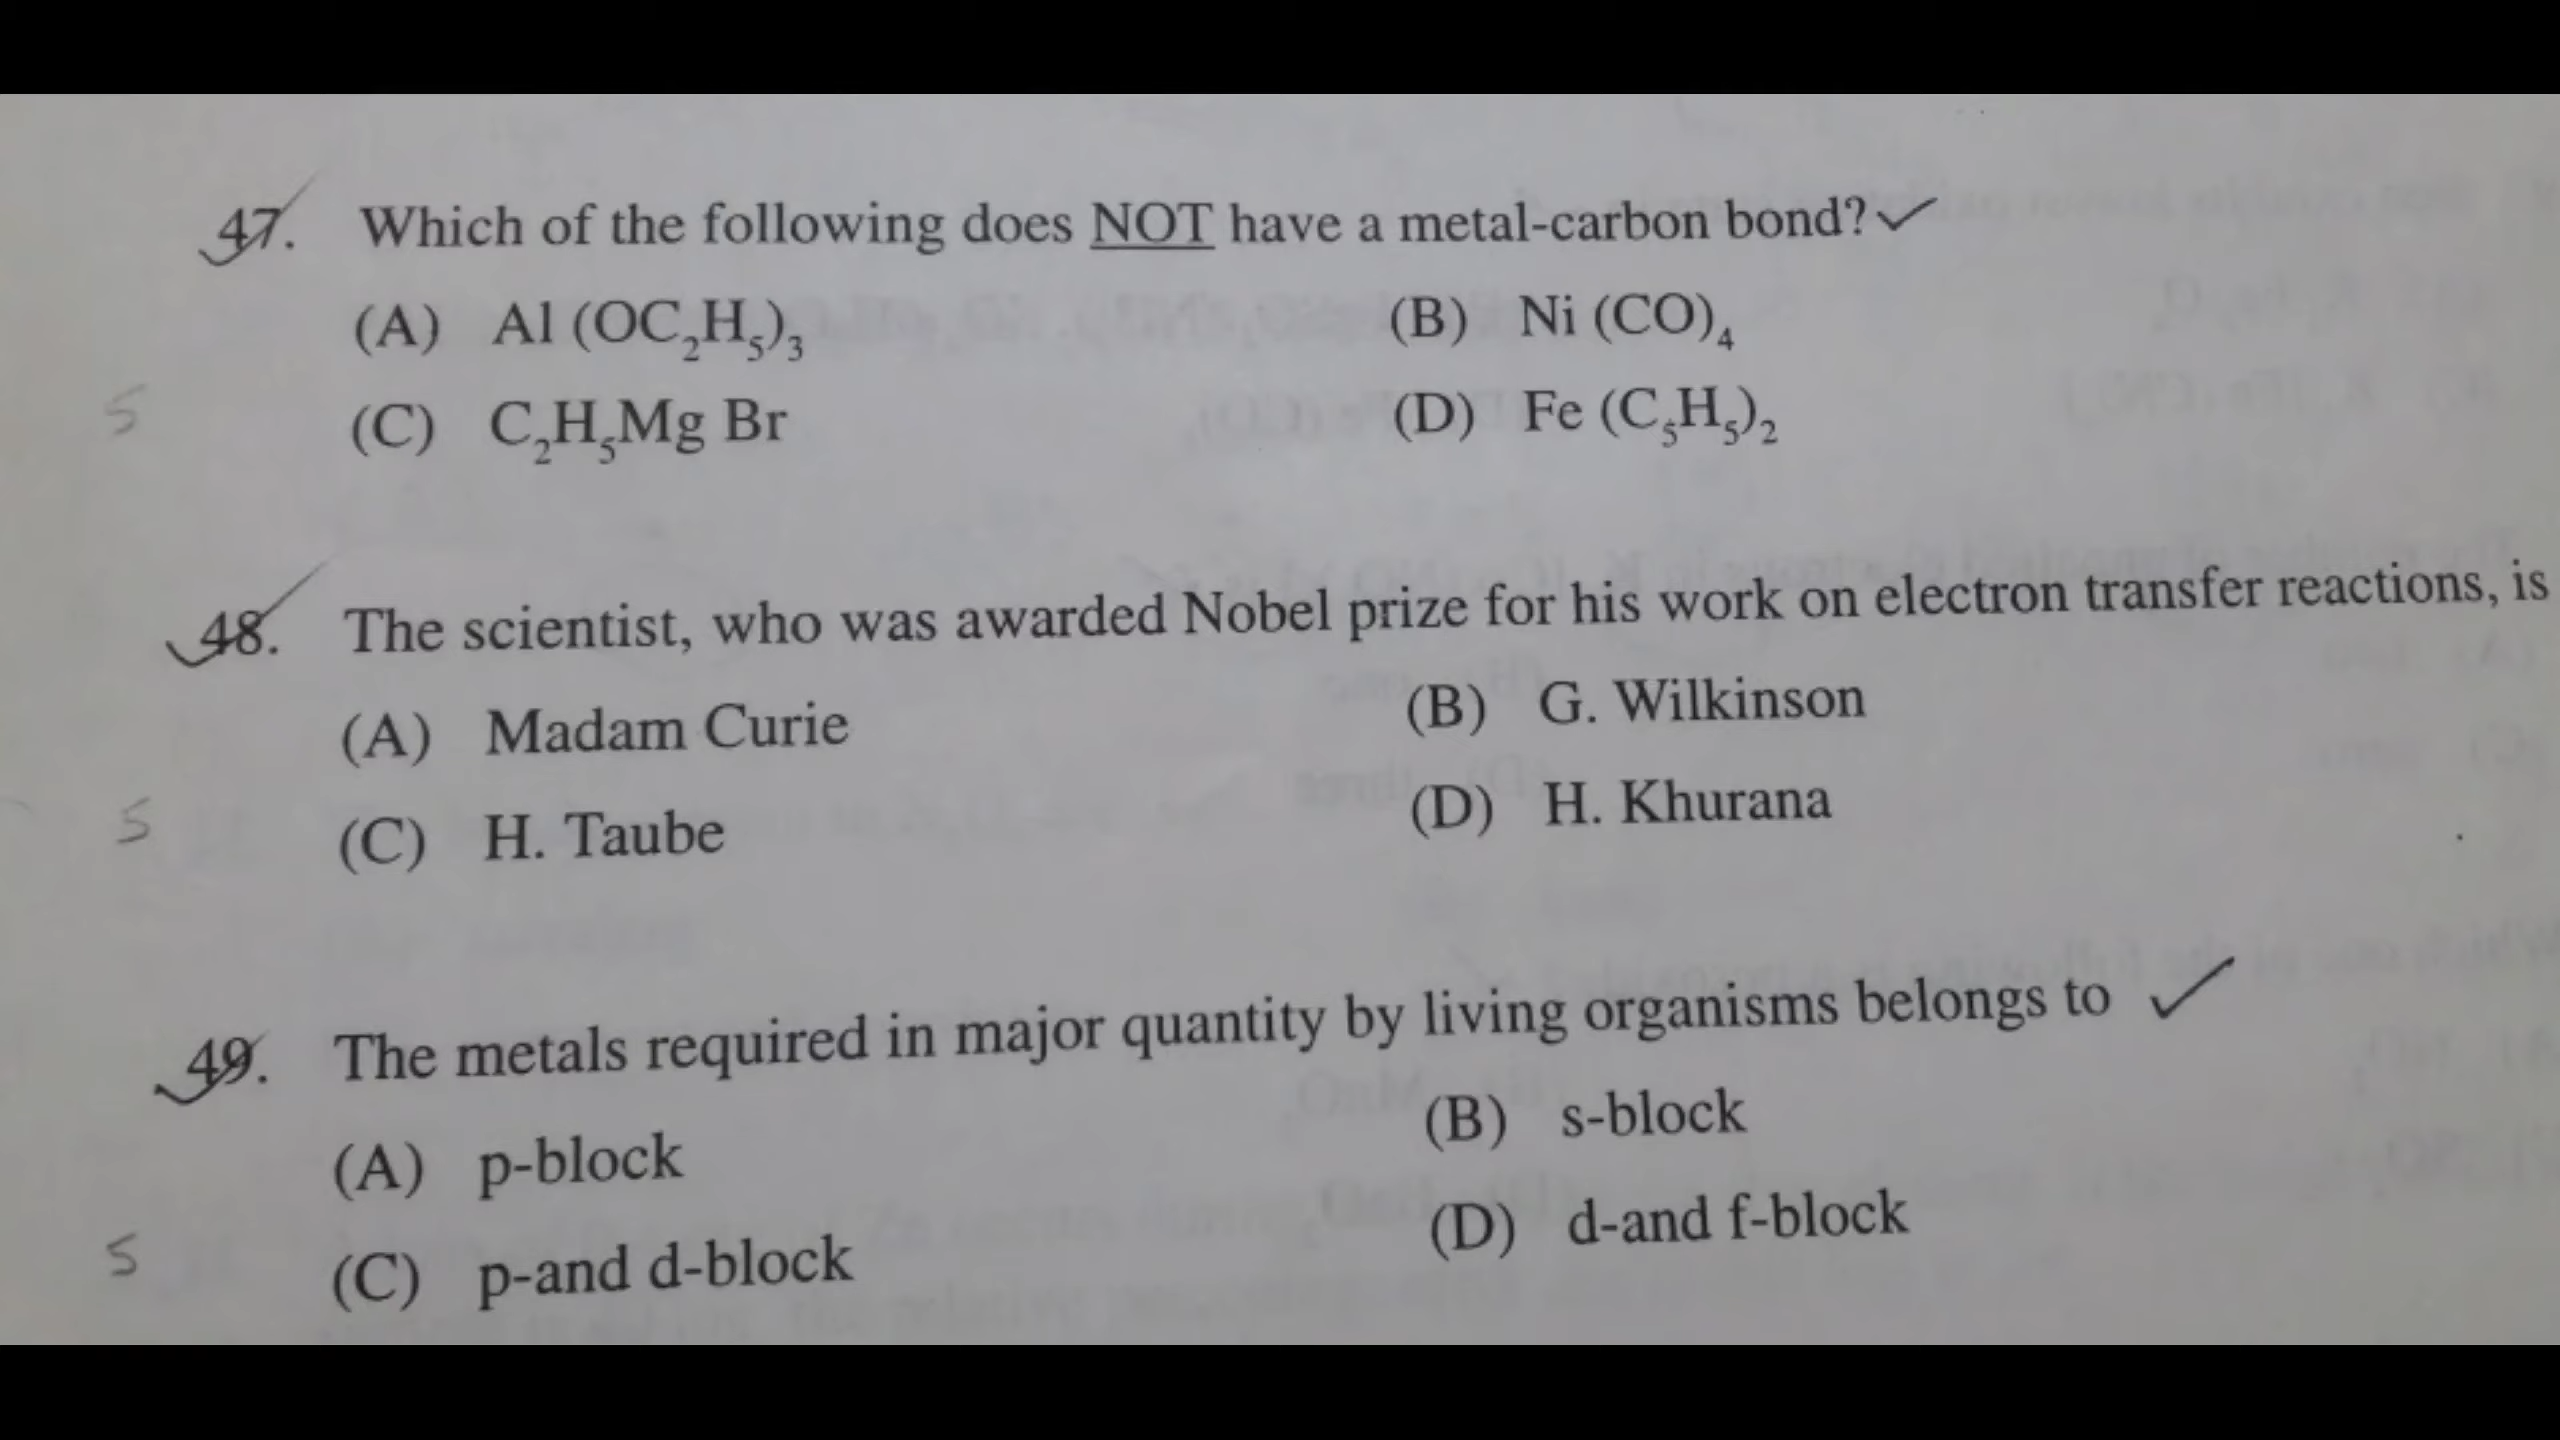 47. Which of the following does NOT have a metal-carbon bond?
(A) Al (OC₂H₅)₃ (B) Ni (CO)₄
(C) C₂H₅Mg Br (D) Fe (C₅H₅)₂
5
48. The scientist, who was awarded Nobel prize for his work on electron transfer reactions, is
(A) Madam Curie (B) G. Wilkinson
(C) H. Taube (D) H. Khurana
5
49. The metals required in major quantity by living organisms belongs to
(A) p-block (B) s-block
(C) p-and d-block (D) d-and f-block
5